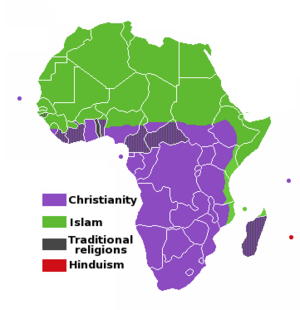 Christianity
Islam
Traditional
religions
Hinduism